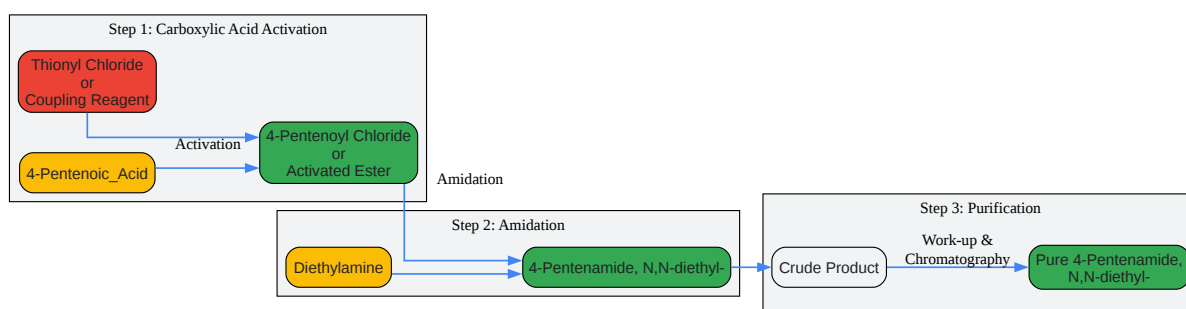 Step 1: Carboxylic Acid Activation
Thionyl Chloride
or
Coupling Reagent
Activation
4-Pentenoic_Acid
4-Pentenoyl Chloride
or
Activated Ester
Amidation
Step 2: Amidation
Diethylamine
4-Pentenamide, N,N-diethyl-
Step 3: Purification
Crude Product
Work-up &
Chromatography
Pure 4-Pentenamide,
N,N-diethyl-